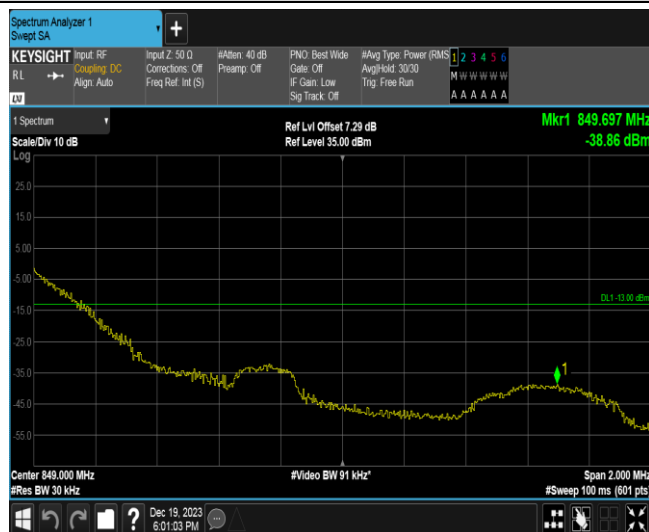 Spectrum Analyzer 1
Swept SA
KEYSIGHT Input: RF Input Z: 50 Ω #Atten: 40 dB PNO: Best Wide #Avg Type: Power (RMS 1 2 3 4 5 6
RL Coupling: DC Corrections: Off Preamp: Off Gate: Off Avg|Hold: 30/30 M W W W W W
Align: Auto Freq Ref: Int (S) IF Gain: Low Trig: Free Run
LXI Sig Track: Off A A A A A A
1 Spectrum Ref Lvl Offset 7.29 dB Mkr1 849.697 MHz
Scale/Div 10 dB Ref Level 35.00 dBm -38.86 dBm
Log
25.0
15.0
5.00
-5.00
DL1 -13.00 dBm
-15.0
-25.0
-35.0
1
-45.0
-55.0
Center 849.000 MHz #Video BW 91 kHz* Span 2.000 MHz
#Res BW 30 kHz #Sweep 100 ms (601 pts)
? Dec 19, 2023
6:01:03 PM